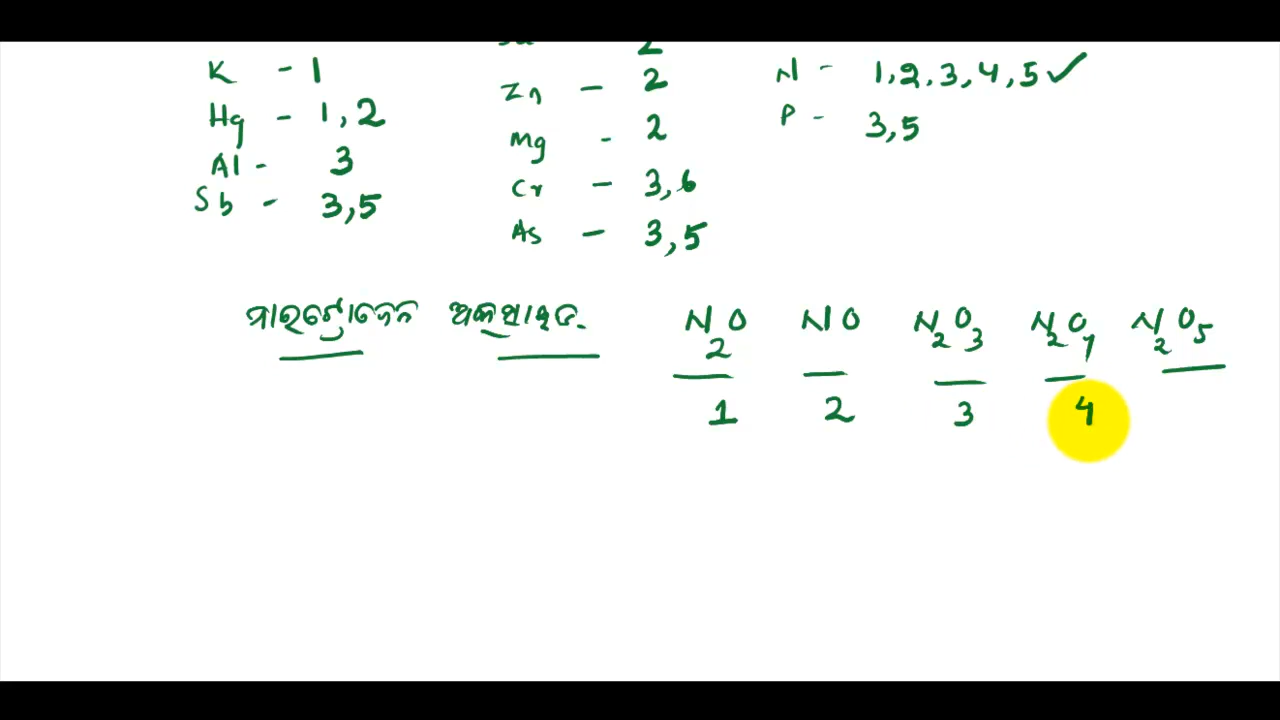 K - 1
Hg - 1, 2
Al - 3
Sb - 3,5
2
Zn - 2
Mg - 2
Cr - 3,6
As - 3,5
N - 1,2,3,4,5 ✓
P - 3,5
ନାଇଟ୍ରୋଜେନ ଅକ୍ସାଇଡ. N2O NO N2O3 N2O4 N2O5
1 2 3 4